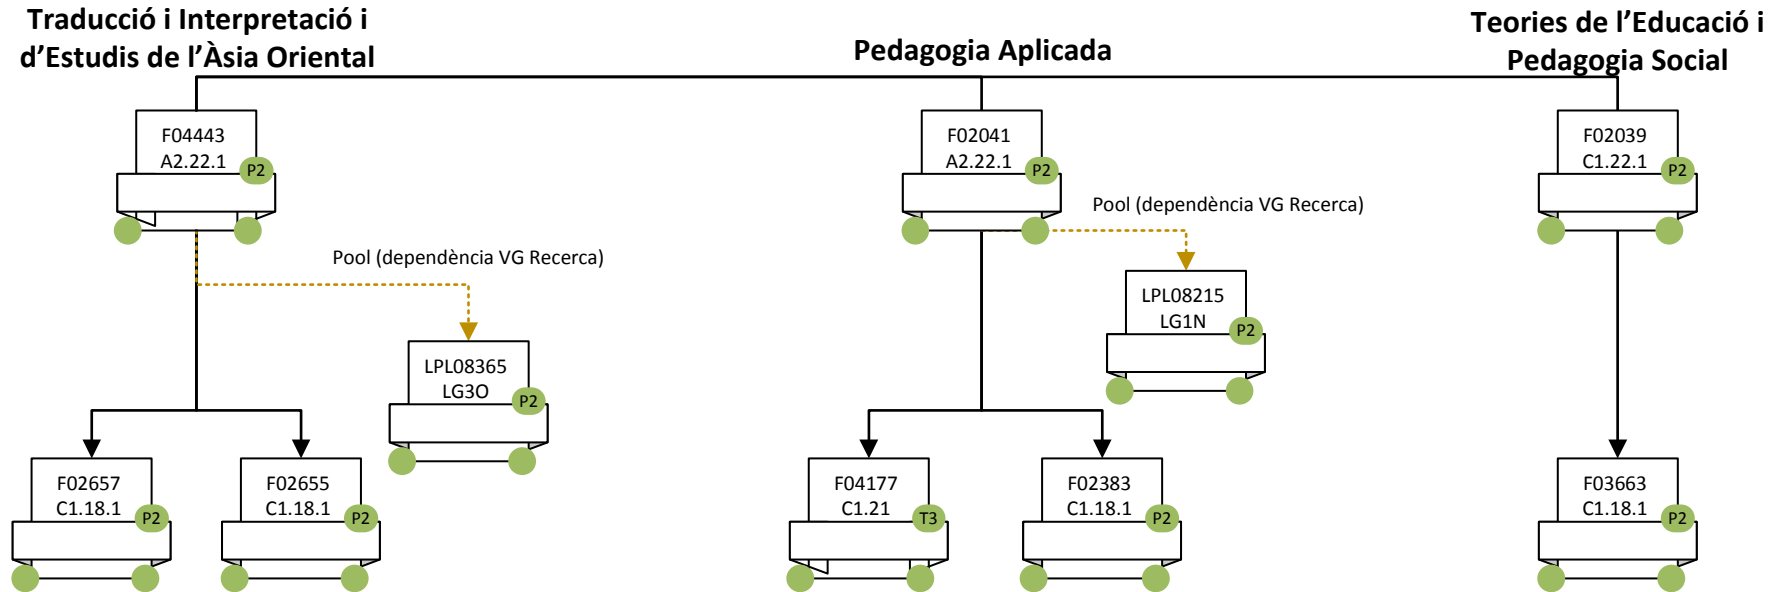 Traducció i Interpretació i
d'Estudis de l'Àsia Oriental
Pedagogia Aplicada
Teories de l'Educació i
Pedagogia Social
F04443
A2.22.1
P2
F02041
A2.22.1
P2
F02039
C1.22.1
P2
Pool (dependència VG Recerca)
Pool (dependència VG Recerca)
LPL08365
LG3O
P2
LPL08215
LG1N
P2
F02657
C1.18.1
P2
F02655
C1.18.1
P2
F04177
C1.21
T3
F02383
C1.18.1
P2
F03663
C1.18.1
P2